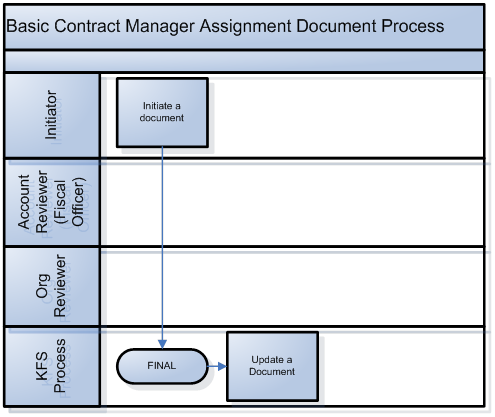 Basic Contract Manager Assignment Document Process
Initiator
Initiate a
document
Account
Reviewer
(Fiscal
Officer)
Org
Reviewer
KFS
Process
FINAL
Update a
Document